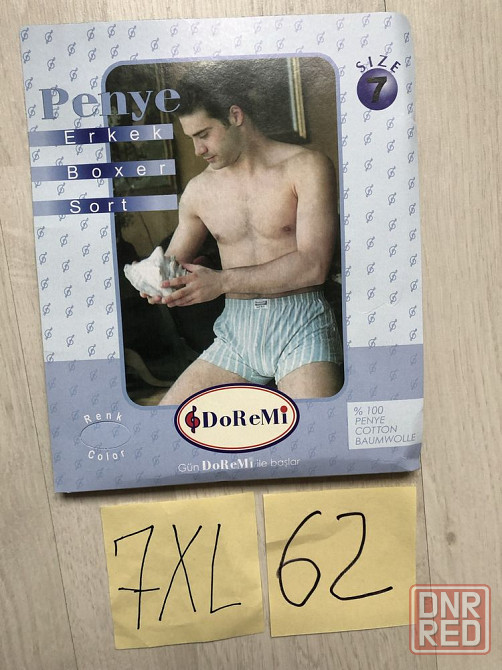 SIZE
7
Penye
Erkek
Boxer
Sort
DoReMi
Renk
Color
% 100
PENYE
COTTON
BAUMWOLLE
Gün DoReMi ile başlar
7XL
62
DNR
RED